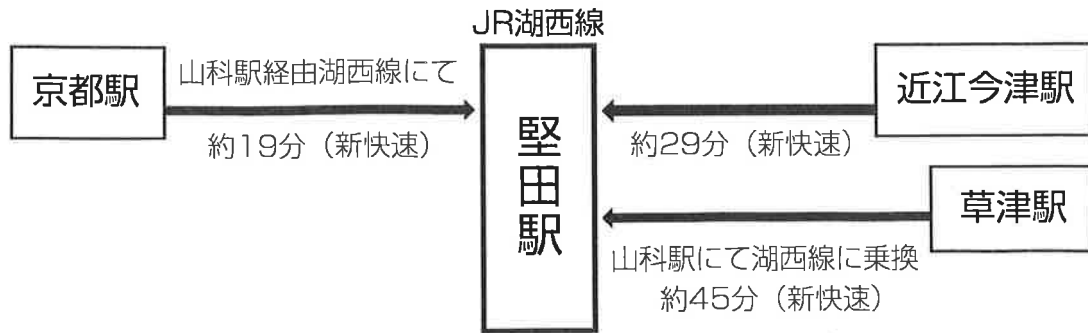 JR湖西線
京都駅
山科駅経由湖西線にて
約19分（新快速）
堅田駅
近江今津駅
約29分（新快速）
草津駅
山科駅にて湖西線に乗換
約45分（新快速）